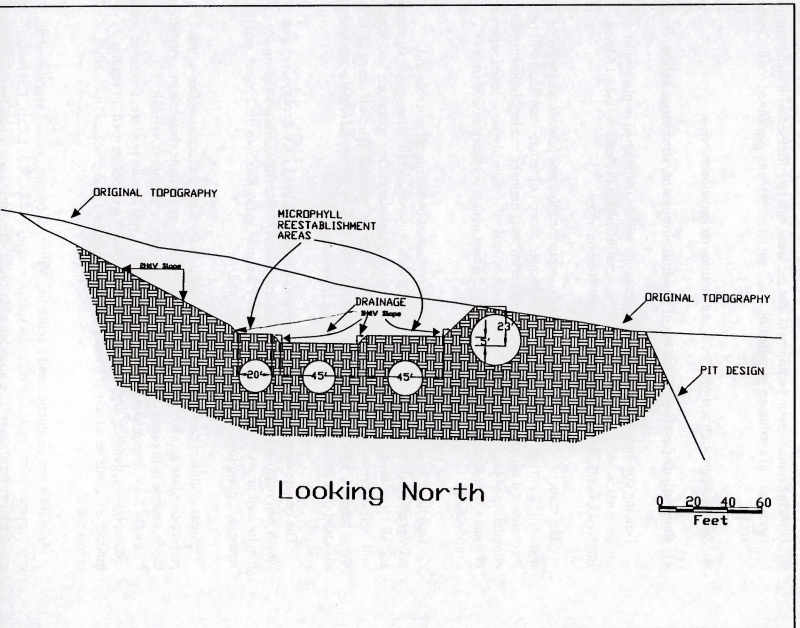 ORIGINAL TOPOGRAPHY
MICROPHYLL
REESTABLISHMENT
AREAS
2H:1V Slope
DRAINAGE
2H:1V Slope
ORIGINAL TOPOGRAPHY
23'
5'
PIT DESIGN
20'
45'
45'
Looking North
0 20 40 60
Feet